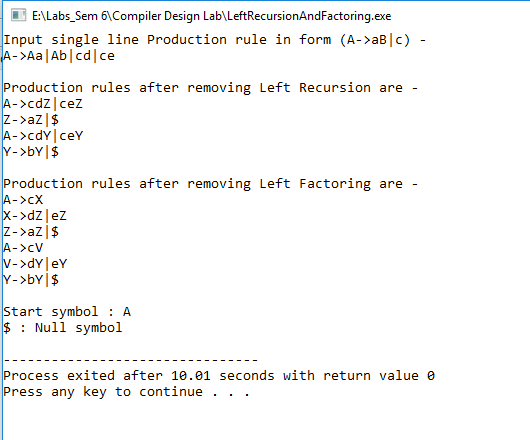 E:\Labs_Sem 6\Compiler Design Lab\LeftRecursionAndFactoring.exe
Input single line Production rule in form (A->aB|c) -
A->Aa|Ab|cd|ce
Production rules after removing Left Recursion are -
A->cdZ|ceZ
Z->aZ|$
A->cdY|ceY
Y->bY|$
Production rules after removing Left Factoring are -
A->cX
X->dZ|eZ
Z->aZ|$
A->cV
V->dY|eY
Y->bY|$
Start symbol : A
$ : Null symbol
--------------------------------
Process exited after 10.01 seconds with return value 0
Press any key to continue . . .